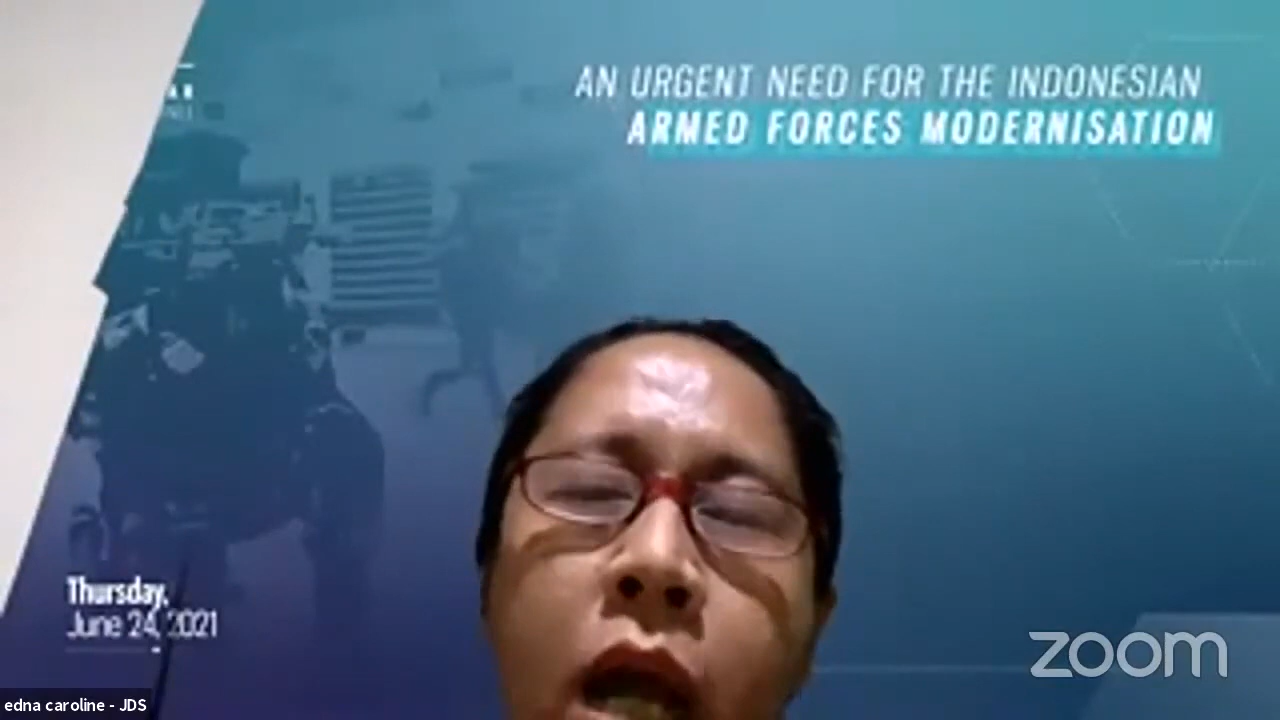 AN URGENT NEED FOR THE INDONESIAN
ARMED FORCES MODERNISATION
Thursday,
June 24, 2021
zoom
edna caroline - JDS